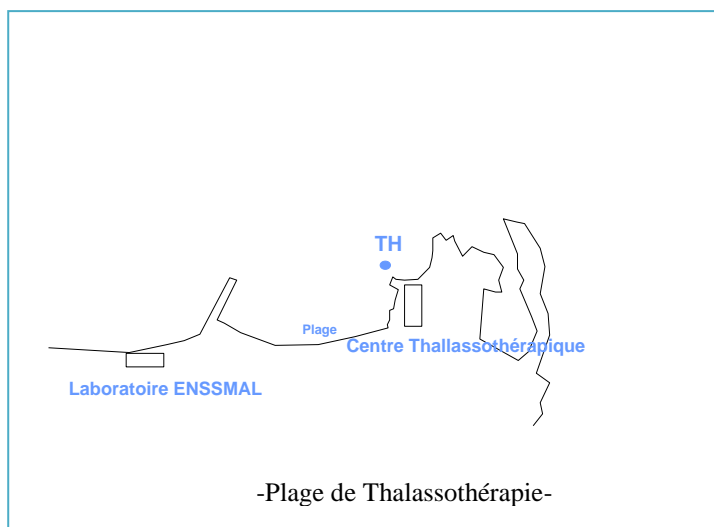 TH
Plage
Centre Thallassothérapique
Laboratoire ENSSMAL
-Plage de Thalassothérapie-